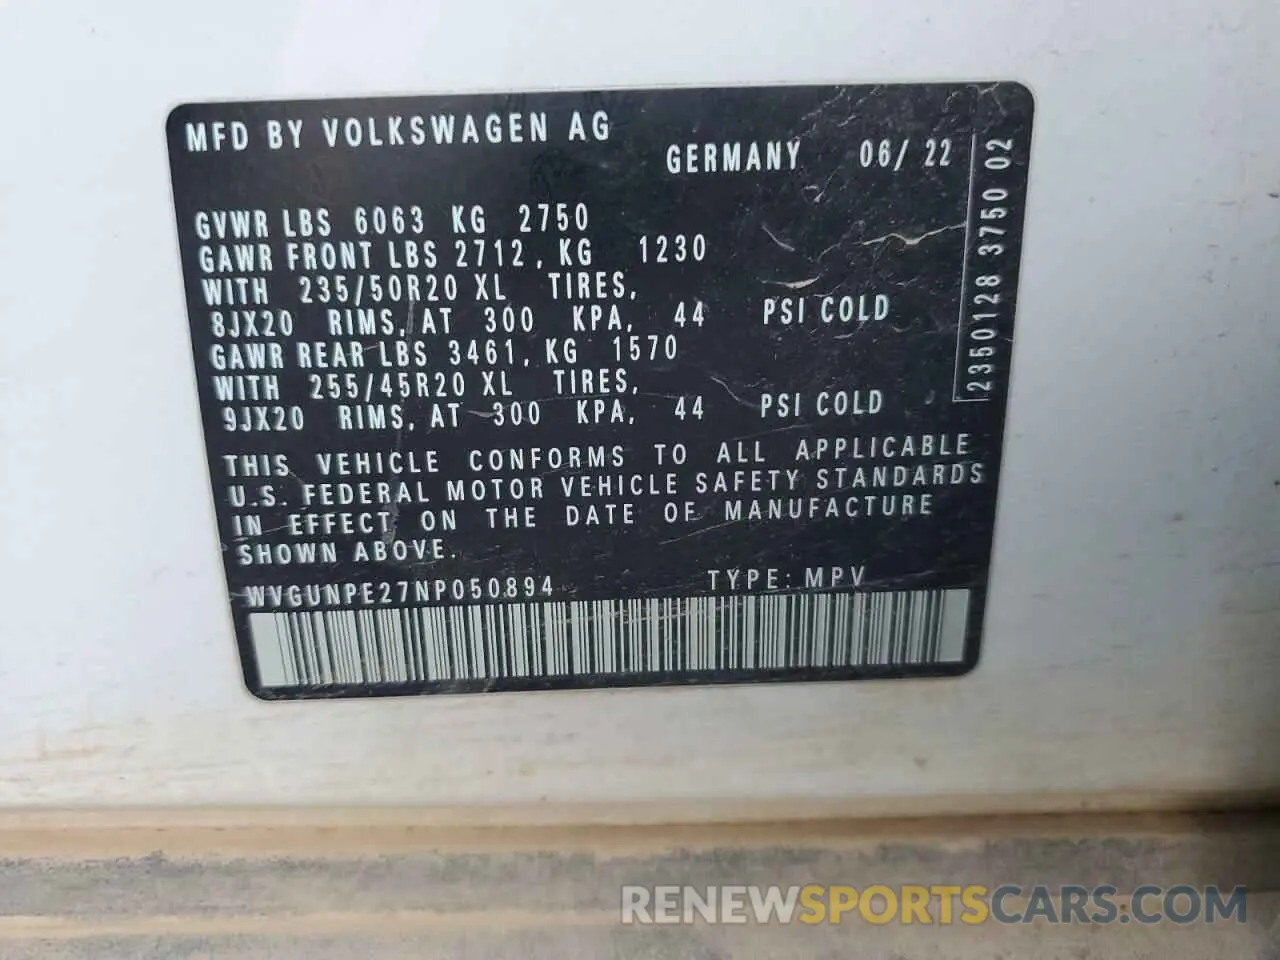 MFD BY VOLKSWAGEN AG
GERMANY 06/ 22
GVWR LBS 6063 KG 2750
GAWR FRONT LBS 2712, KG 1230
WITH 235/50R20 XL TIRES,
8JX20 RIMS, AT 300 KPA, 44 PSI COLD
GAWR REAR LBS 3461, KG 1570
WITH 255/45R20 XL TIRES,
9JX20 RIMS, AT 300 KPA, 44 PSI COLD
THIS VEHICLE CONFORMS TO ALL APPLICABLE
U.S. FEDERAL MOTOR VEHICLE SAFETY STANDARDS
IN EFFECT ON THE DATE OF MANUFACTURE
SHOWN ABOVE.
WVGUNPE27NP050894 TYPE: MPV
2350128 3750 02
RENEWSPORTSCARS.COM